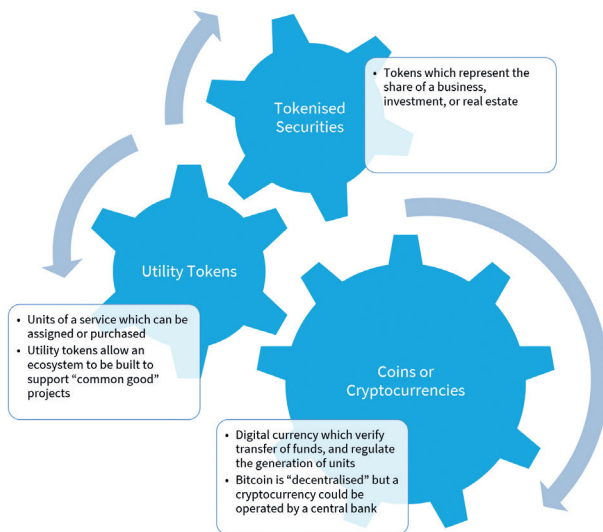 Tokenised
Securities
• Tokens which represent the
share of a business,
investment, or real estate
Utility Tokens
• Units of a service which can be
assigned or purchased
• Utility tokens allow an
ecosystem to be built to
support “common good”
projects
Coins or
Cryptocurrencies
• Digital currency which verify
transfer of funds, and regulate
the generation of units
• Bitcoin is “decentralised” but a
cryptocurrency could be
operated by a central bank